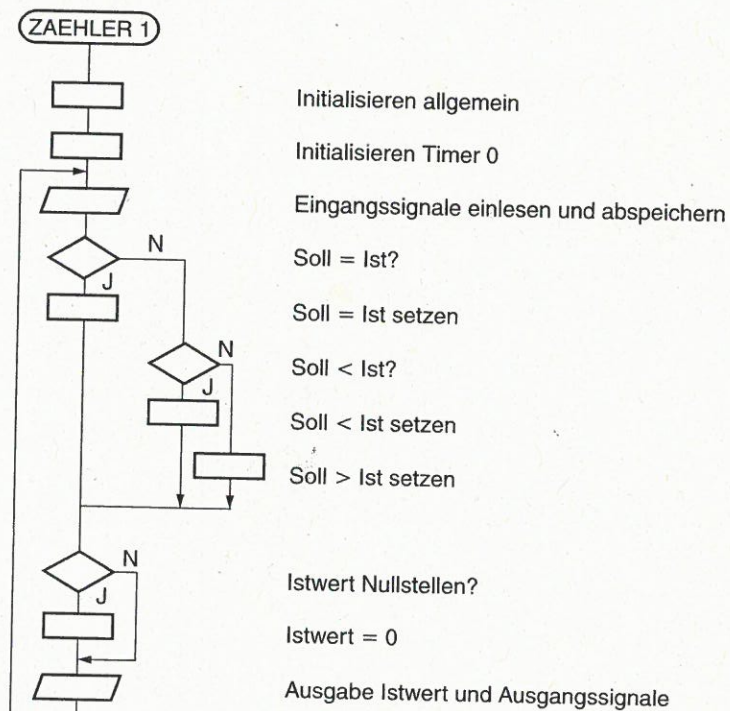 ZAEHLER 1
Initialisieren allgemein
Initialisieren Timer 0
Eingangssignale einlesen und abspeichern
N
Soll = Ist?
J
Soll = Ist setzen
N
Soll < Ist?
J
Soll < Ist setzen
Soll > Ist setzen
N
Istwert Nullstellen?
J
Istwert = 0
Ausgabe Istwert und Ausgangssignale